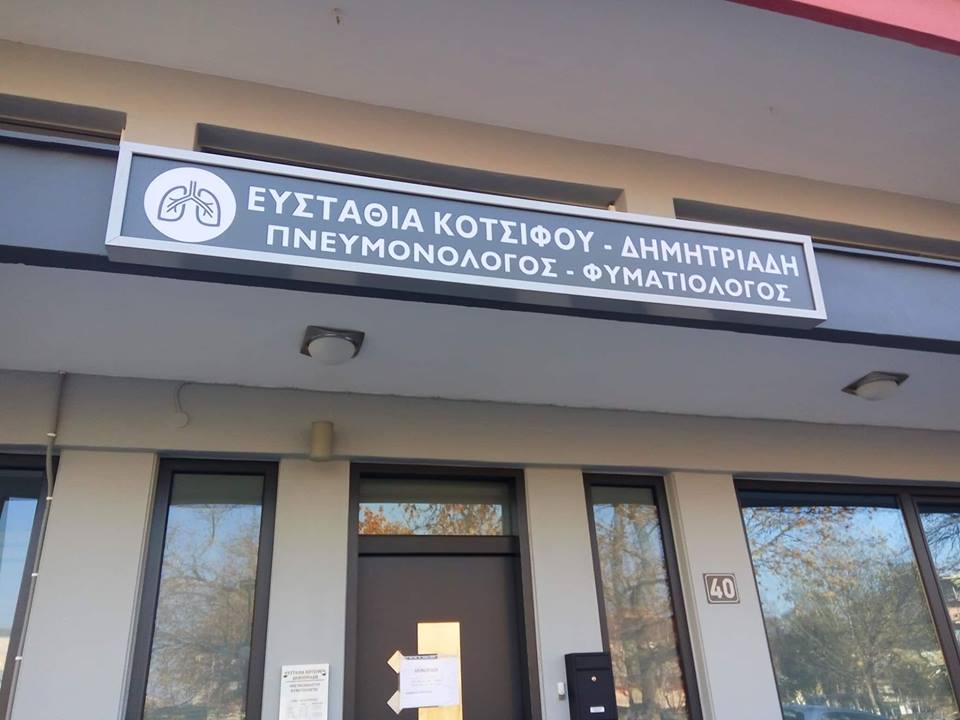 ΕΥΣΤΑΘΙΑ ΚΟΤΣΙΦΟΥ - ΔΗΜΗΤΡΙΑΔΗ
ΠΝΕΥΜΟΝΟΛΟΓΟΣ - ΦΥΜΑΤΙΟΛΟΓΟΣ
40